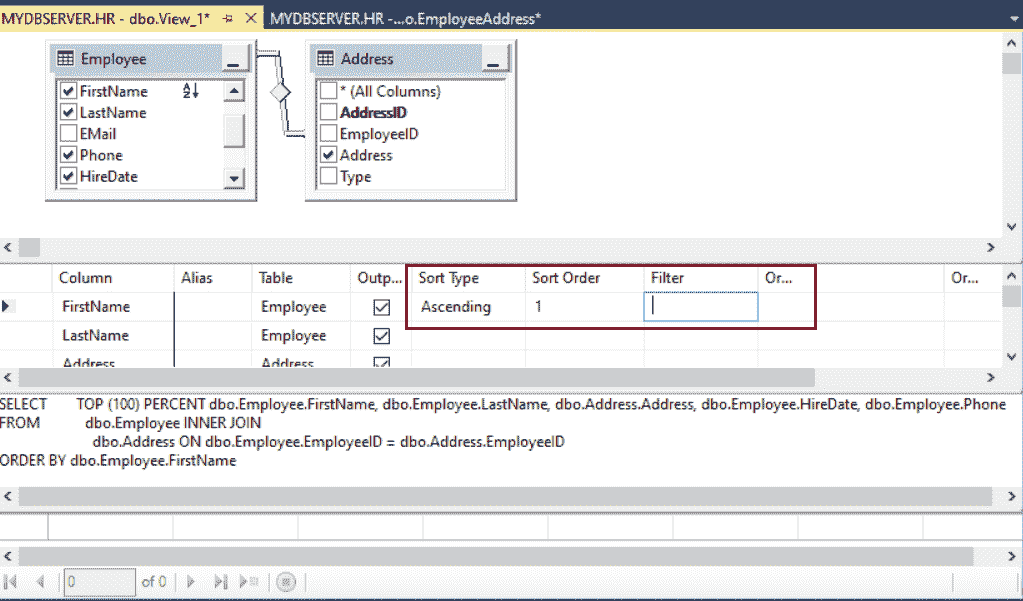 MYDBSERVER.HR - dbo.View_1* MYDBSERVER.HR -...o.EmployeeAddress*
Employee
FirstName
LastName
EMail
Phone
HireDate
Address
* (All Columns)
AddressID
EmployeeID
Address
Type
Column Alias Table Outp... Sort Type Sort Order Filter Or... Or...
FirstName Employee Ascending 1
LastName Employee
Address Address
SELECT TOP (100) PERCENT dbo.Employee.FirstName, dbo.Employee.LastName, dbo.Address.Address, dbo.Employee.HireDate, dbo.Employee.Phone
FROM dbo.Employee INNER JOIN
dbo.Address ON dbo.Employee.EmployeeID = dbo.Address.EmployeeID
ORDER BY dbo.Employee.FirstName
0 of 0